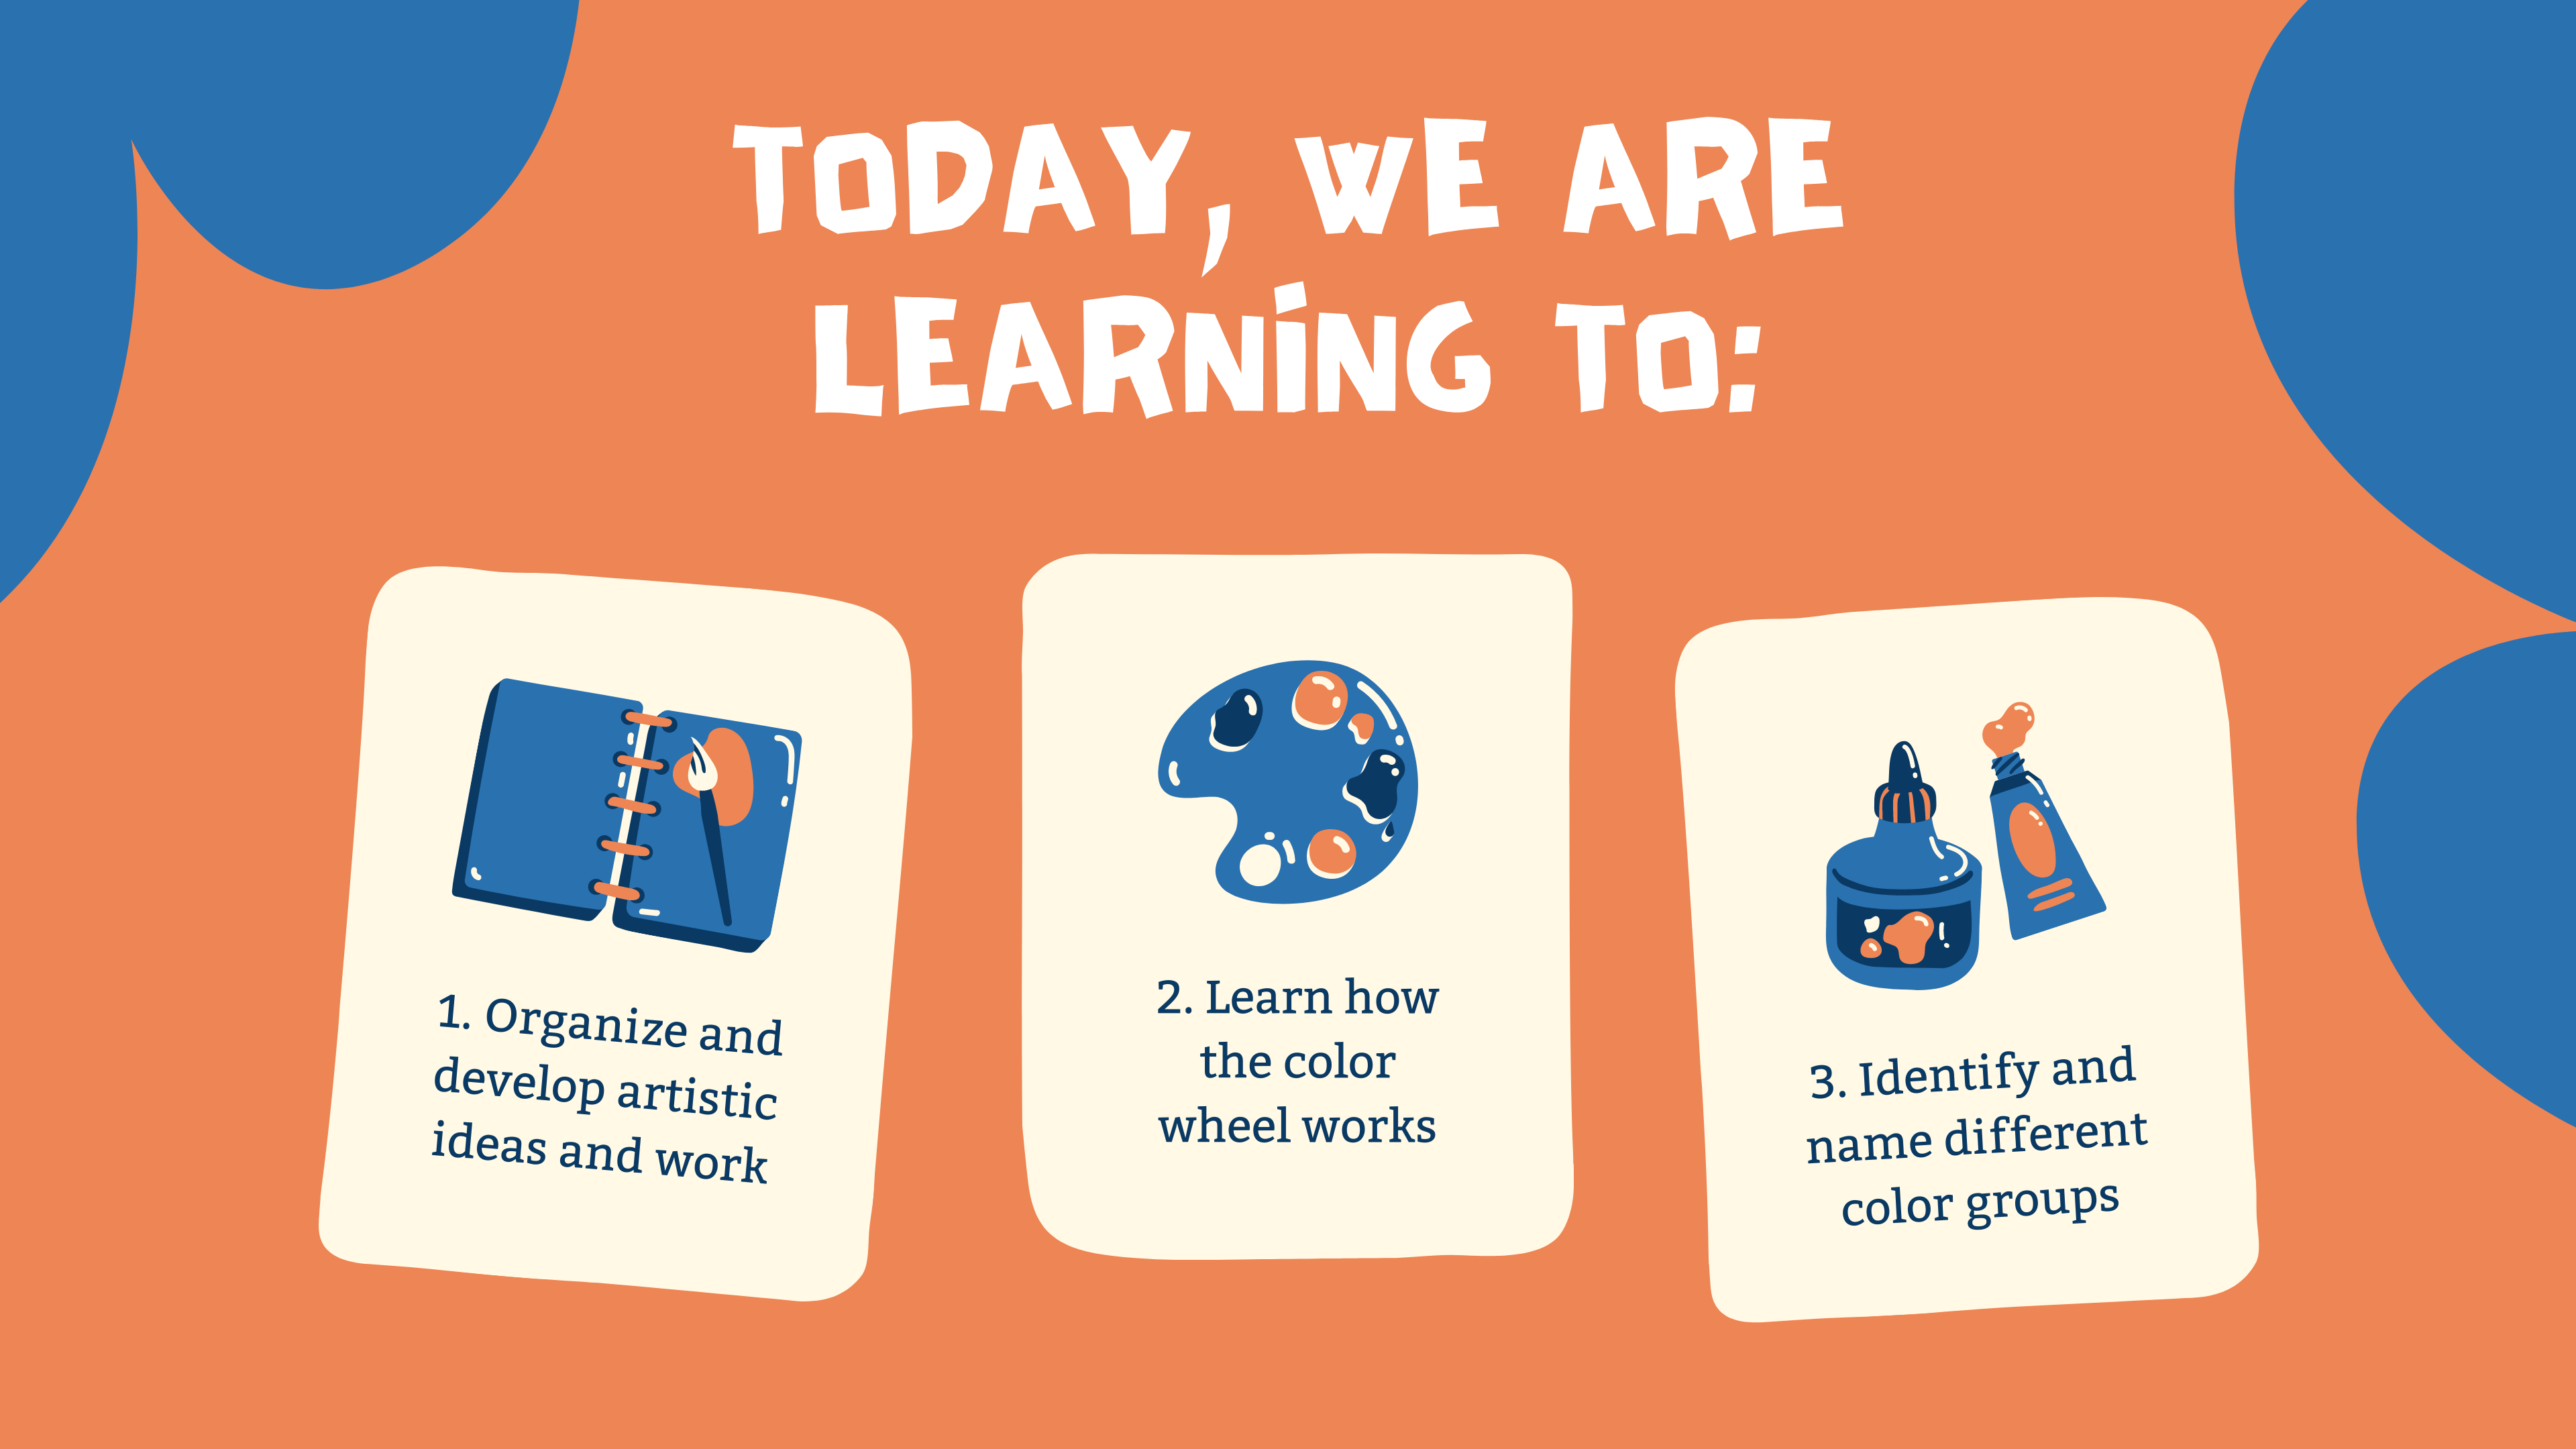 TODAY, WE ARE
LEARNiNG TO:
1. Organize and
develop artistic
ideas and work
2. Learn how
the color
wheel works
3. Identify and
name different
color groups